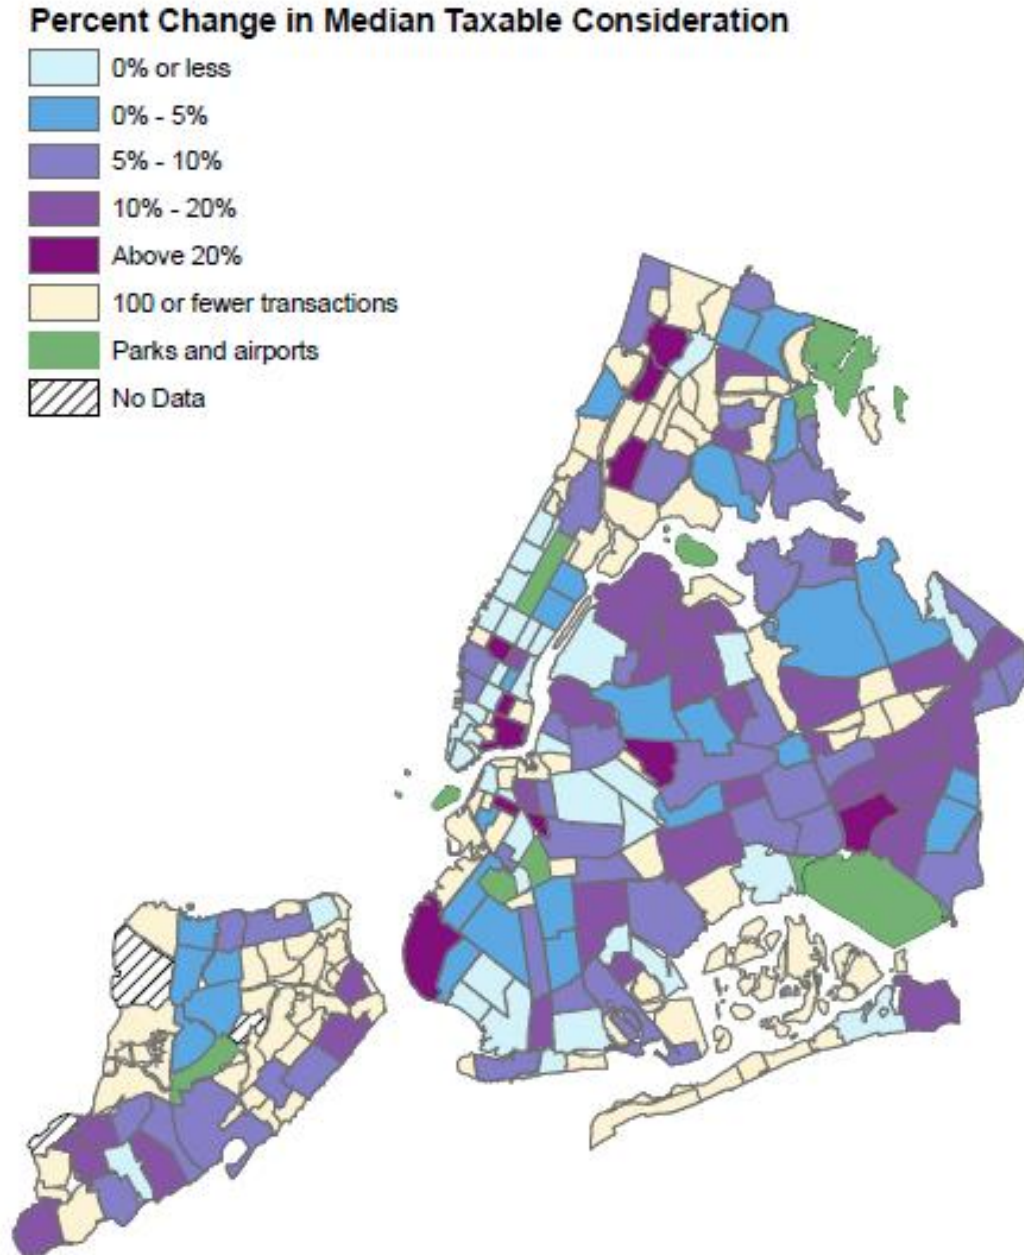 Percent Change in Median Taxable Consideration
0% or less
0% - 5%
5% - 10%
10% - 20%
Above 20%
100 or fewer transactions
Parks and airports
No Data